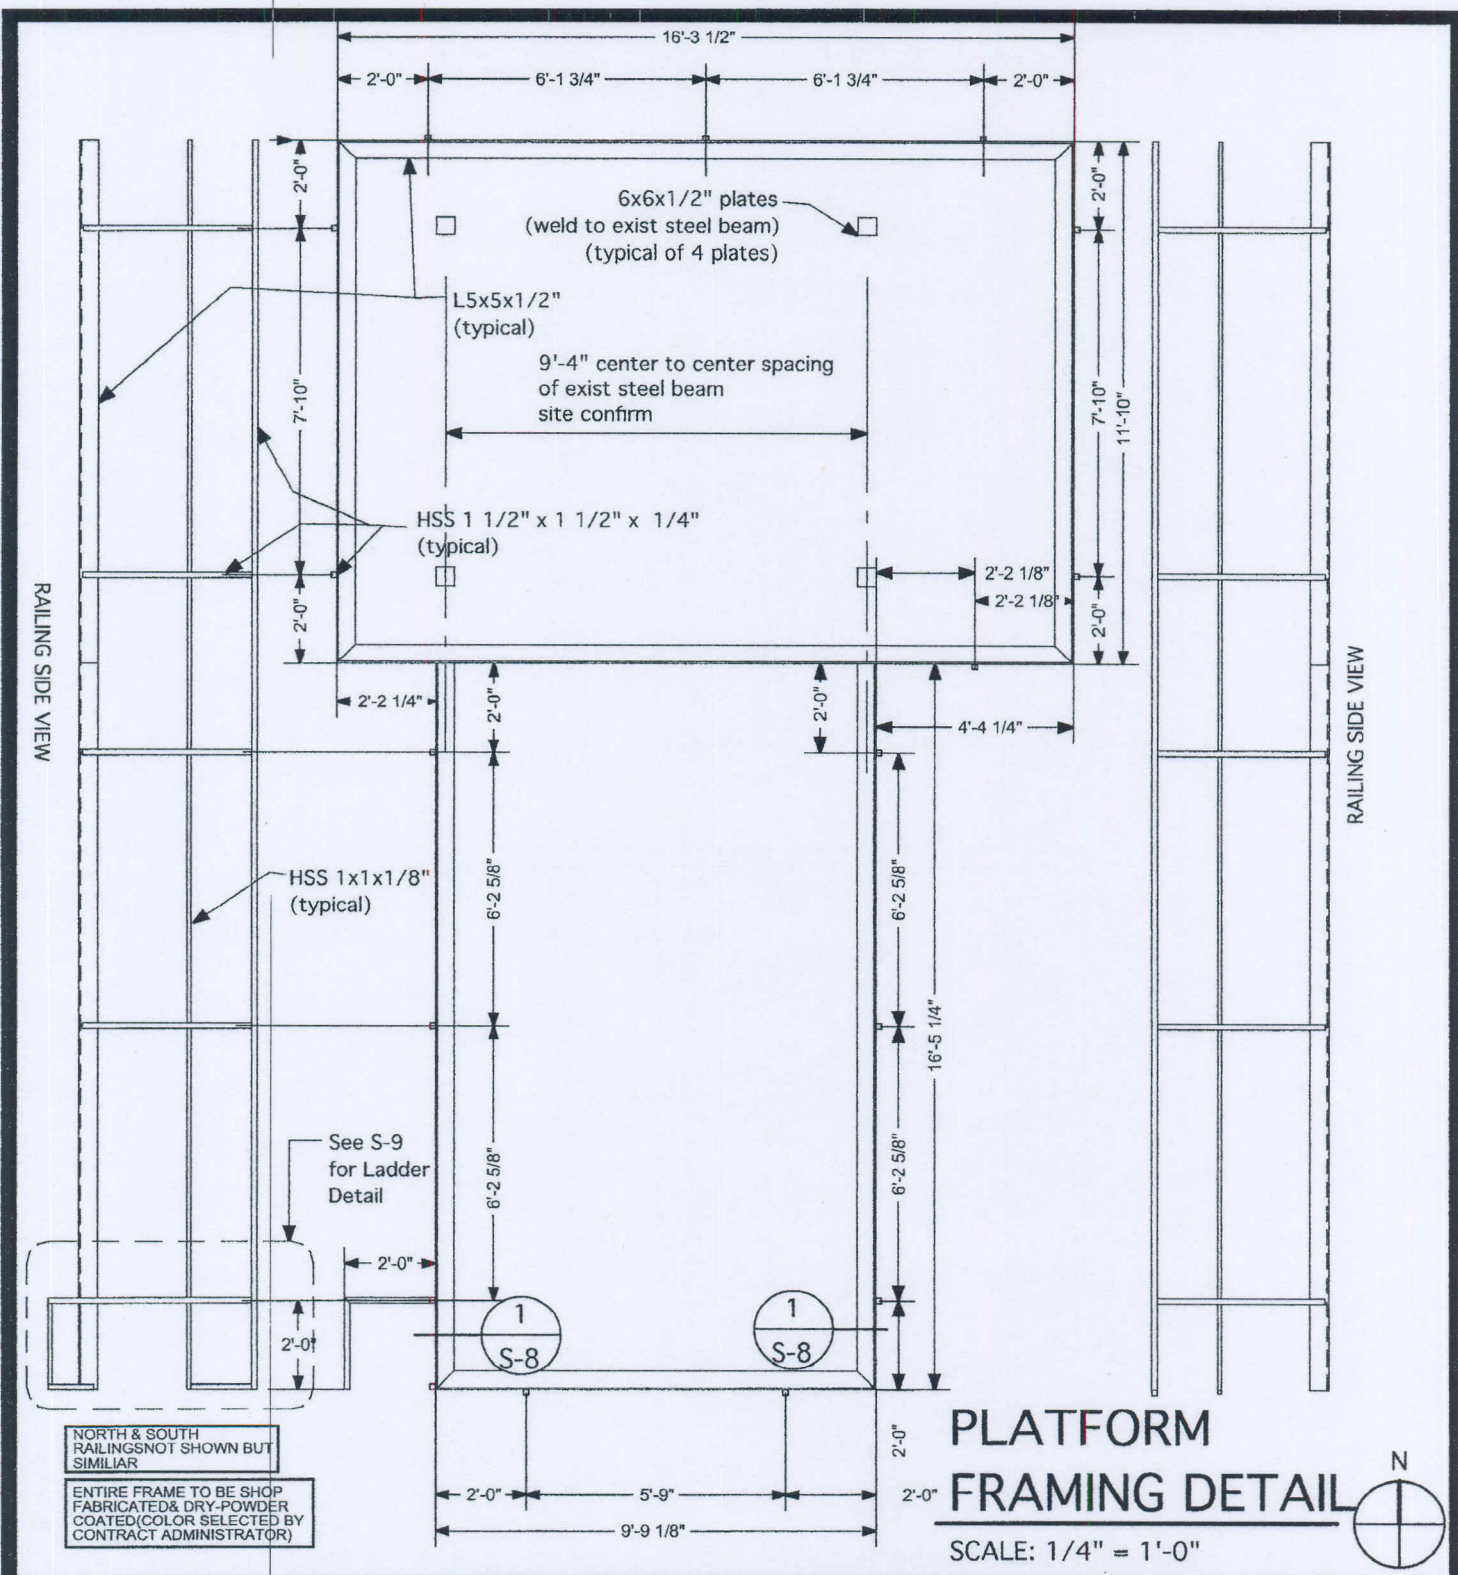 16'-3 1/2"
2'-0"
6'-1 3/4"
6'-1 3/4"
2'-0"
2'-0"
2'-0"
6x6x1/2" plates
(weld to exist steel beam)
(typical of 4 plates)
L5x5x1/2"
(typical)
9'-4" center to center spacing
of exist steel beam
site confirm
7'-10"
7'-10"
11'-10"
HSS 1 1/2" x 1 1/2" x 1/4"
(typical)
2'-2 1/8"
2'-2 1/8"
2'-0"
2'-0"
RAILING SIDE VIEW
RAILING SIDE VIEW
2'-2 1/4"
2'-0"
2'-0"
4'-4 1/4"
HSS 1x1x1/8"
(typical)
6'-2 5/8"
6'-2 5/8"
16'-5 1/4"
See S-9
for Ladder
Detail
6'-2 5/8"
6'-2 5/8"
2'-0"
2'-0"
1
S-8
1
S-8
2'-0"
NORTH & SOUTH
RAILINGSNOT SHOWN BUT
SIMILIAR
ENTIRE FRAME TO BE SHOP
FABRICATED& DRY-POWDER
COATED(COLOR SELECTED BY
CONTRACT ADMINISTRATOR)
2'-0"
5'-9"
2'-0"
9'-9 1/8"
PLATFORM
FRAMING DETAIL
SCALE: 1/4" = 1'-0"
N